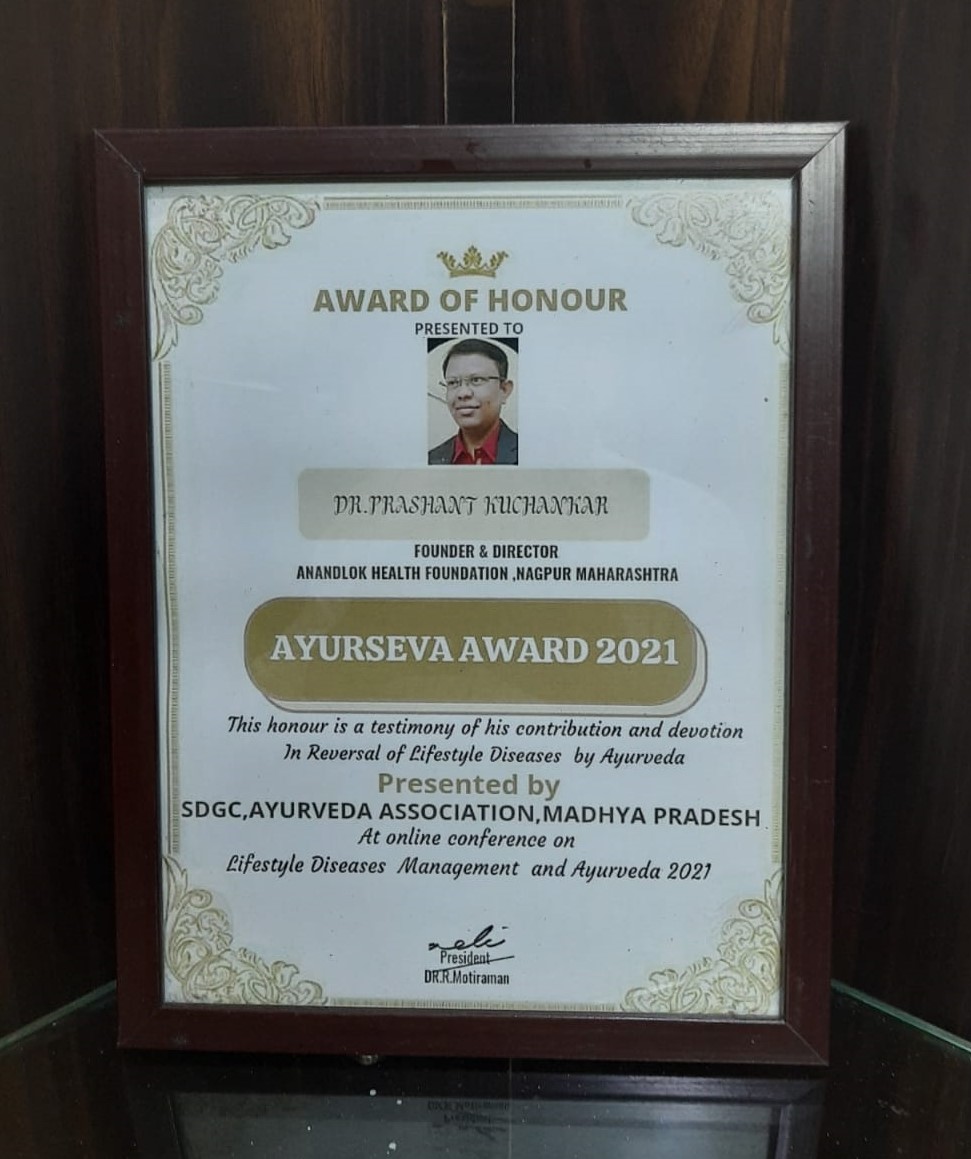 AWARD OF HONOUR
PRESENTED TO
DR.PRASHANT KUCHANKAR
FOUNDER & DIRECTOR
ANANDLOK HEALTH FOUNDATION ,NAGPUR MAHARASHTRA
AYURSEVA AWARD 2021
This honour is a testimony of his contribution and devotion
In Reversal of Lifestyle Diseases by Ayurveda
Presented by
SDGC,AYURVEDA ASSOCIATION,MADHYA PRADESH
At online conference on
Lifestyle Diseases Management and Ayurveda 2021
President
DR.R.Motiraman